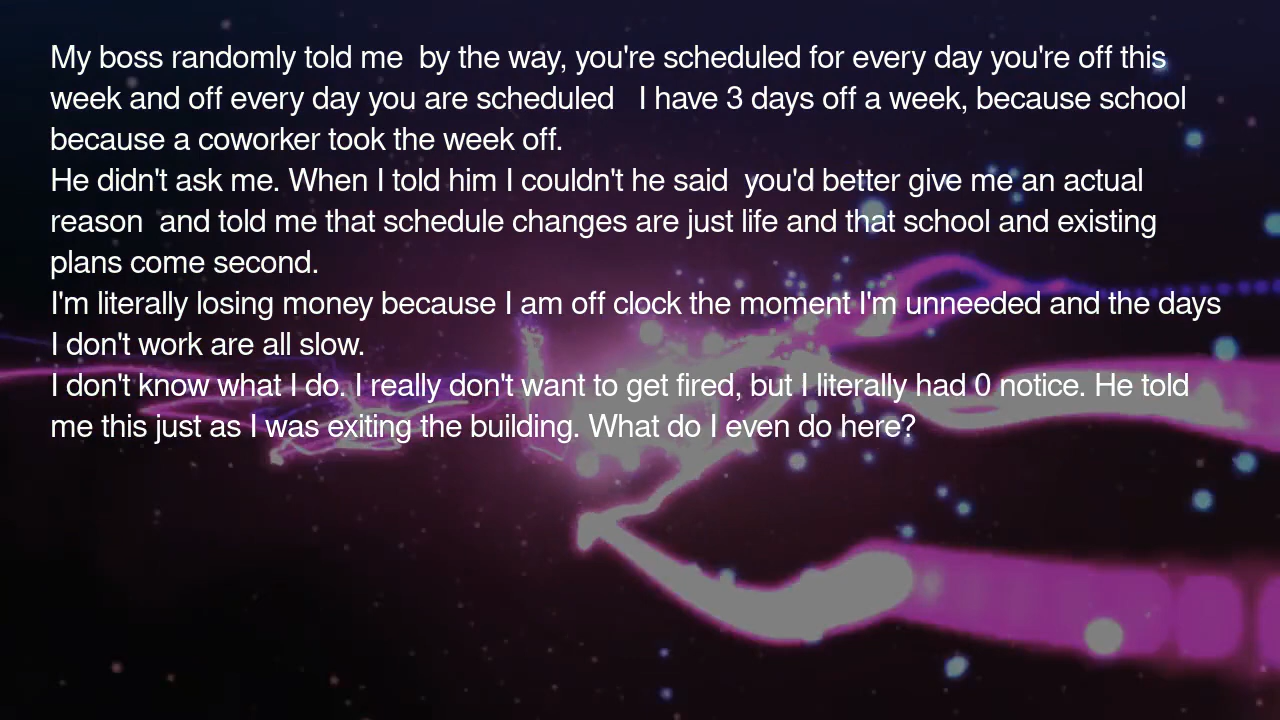 My boss randomly told me  by the way, you're scheduled for every day you're off this
week and off every day you are scheduled   I have 3 days off a week, because school
because a coworker took the week off.
He didn't ask me. When I told him I couldn't he said  you'd better give me an actual
reason  and told me that schedule changes are just life and that school and existing
plans come second.
I'm literally losing money because I am off clock the moment I'm unneeded and the days
I don't work are all slow.
I don't know what I do. I really don't want to get fired, but I literally had 0 notice. He told
me this just as I was exiting the building. What do I even do here?